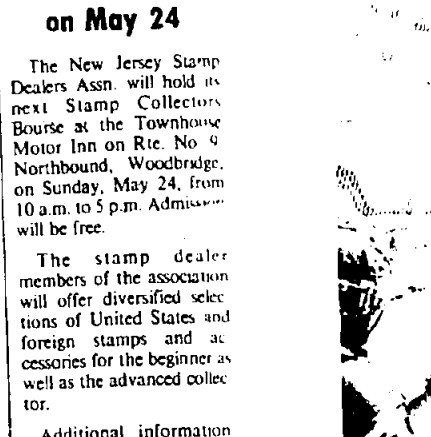 on May 24
The New Jersey Stamp
Dealers Assn. will hold its
next Stamp Collectors
Bourse at the Townhouse
Motor Inn on Rte. No 9
Northbound, Woodbridge,
on Sunday, May 24, from
10 a.m. to 5 p.m. Admission
will be free.
The stamp dealer
members of the association
will offer diversified selec
tions of United States and
foreign stamps and ac
cessories for the beginner as
well as the advanced collec
tor.
Additional information